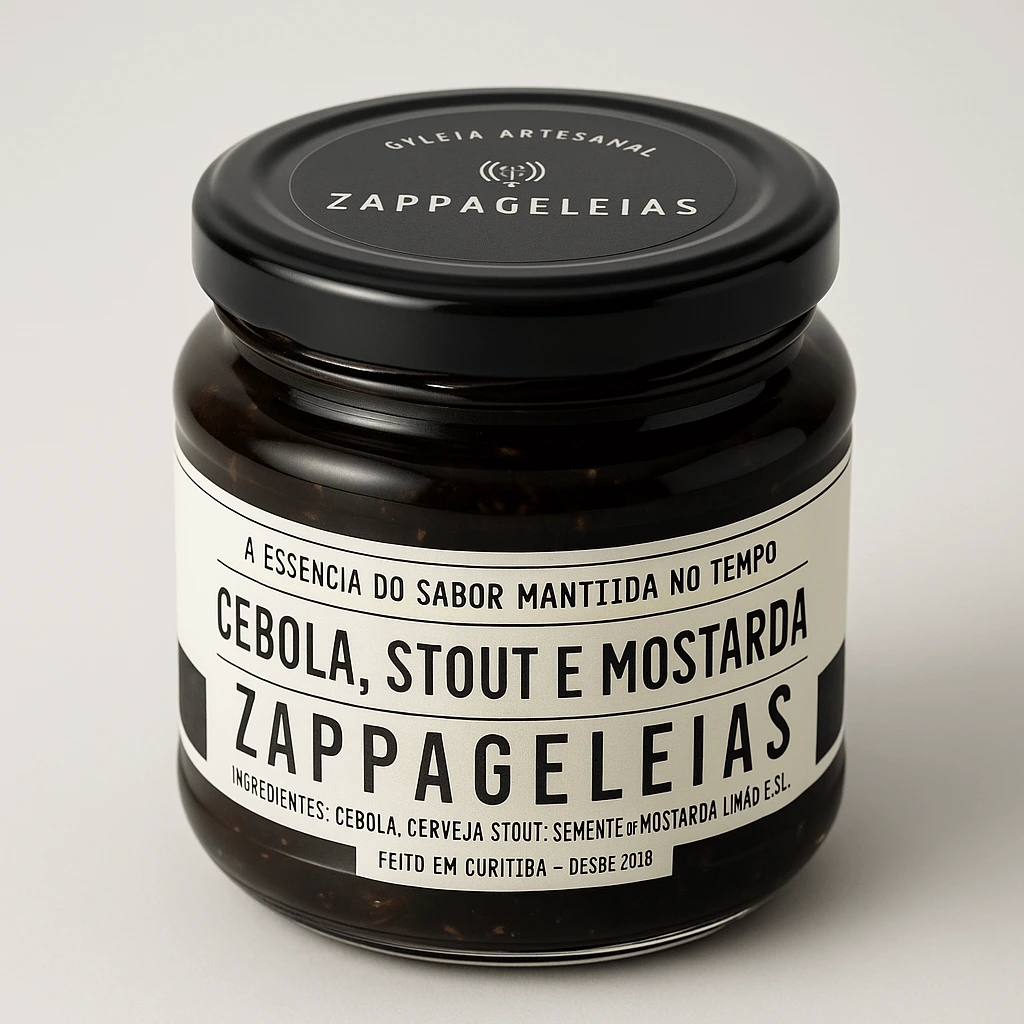 GYLEIA ARTESANAL
ZAPPAGELEIAS
A ESSENCIA DO SABOR MANTIIDA NO TEMPO
CEBOLA, STOUT E MOSTARDA
ZAPPAGELEIAS
INGREDIENTES: CEBOLA, CERVEJA STOUT: SEMENTE OF MOSTARDA LIMÁD E.SL.
FEITO EM CURITIBA – DESBE 2018